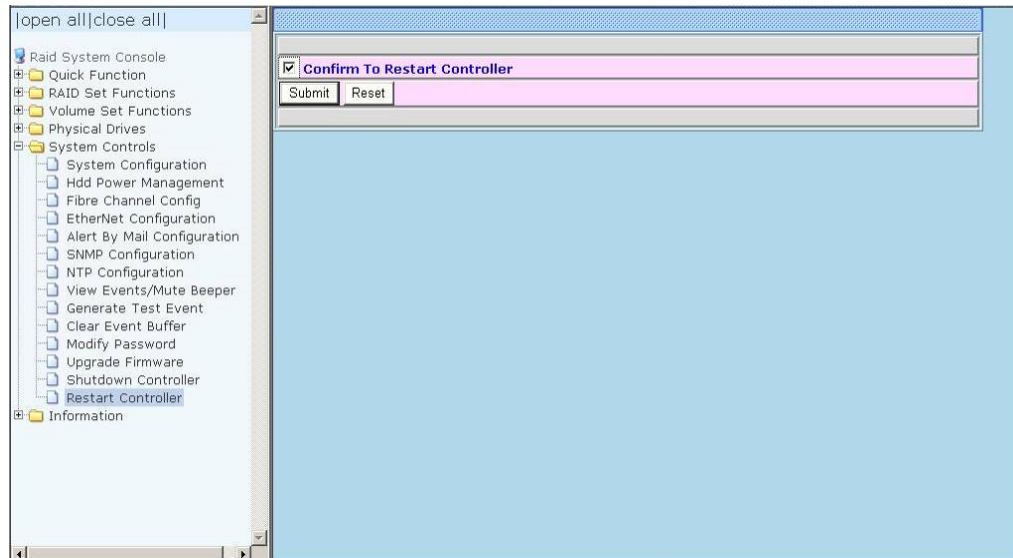 |open all|close all|
Raid System Console
Quick Function
RAID Set Functions
Volume Set Functions
Physical Drives
System Controls
System Configuration
Hdd Power Management
Fibre Channel Config
EtherNet Configuration
Alert By Mail Configuration
SNMP Configuration
NTP Configuration
View Events/Mute Beeper
Generate Test Event
Clear Event Buffer
Modify Password
Upgrade Firmware
Shutdown Controller
Restart Controller
Information
Confirm To Restart Controller
Submit Reset